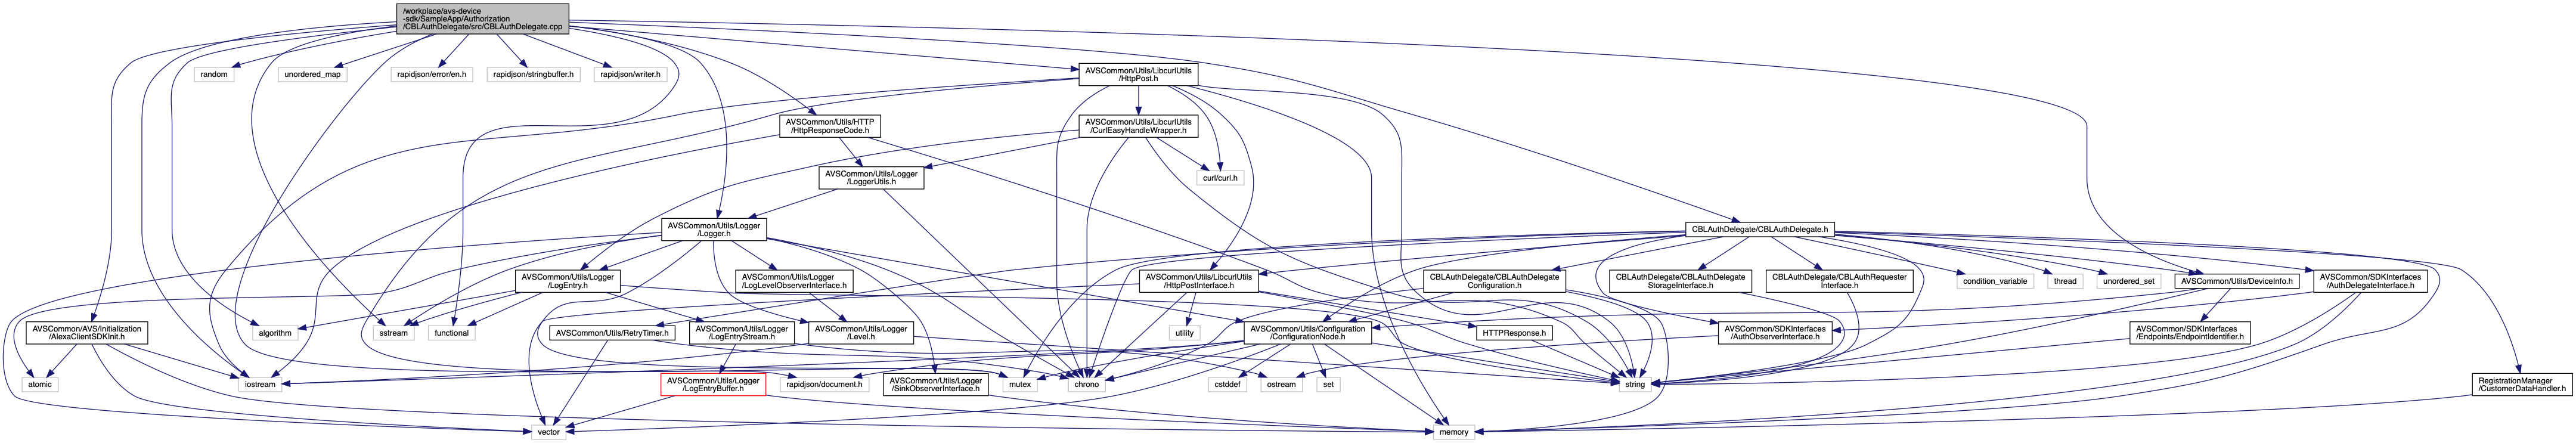 /workplace/avs-device
-sdk/SampleApp/Authorization
/CBLAuthDelegate/src/CBLAuthDelegate.cpp
random
unordered_map
rapidjson/error/en.h
rapidjson/stringbuffer.h
rapidjson/writer.h
AVSCommon/Utils/LibcurlUtils
/HttpPost.h
AVSCommon/Utils/HTTP
/HttpResponseCode.h
AVSCommon/Utils/LibcurlUtils
/CurlEasyHandleWrapper.h
AVSCommon/Utils/Logger
/LoggerUtils.h
curl/curl.h
AVSCommon/Utils/Logger
/Logger.h
CBLAuthDelegate/CBLAuthDelegate.h
AVSCommon/Utils/Logger
/LogEntry.h
AVSCommon/Utils/Logger
/LogLevelObserverInterface.h
AVSCommon/Utils/LibcurlUtils
/HttpPostInterface.h
CBLAuthDelegate/CBLAuthDelegate
Configuration.h
CBLAuthDelegate/CBLAuthDelegate
StorageInterface.h
CBLAuthDelegate/CBLAuthRequester
Interface.h
condition_variable
thread
unordered_set
AVSCommon/Utils/DeviceInfo.h
AVSCommon/SDKInterfaces
/AuthDelegateInterface.h
AVSCommon/AVS/Initialization
/AlexaClientSDKInit.h
algorithm
sstream
functional
AVSCommon/Utils/RetryTimer.h
AVSCommon/Utils/Logger
/LogEntryStream.h
AVSCommon/Utils/Logger
/Level.h
utility
AVSCommon/Utils/Configuration
/ConfigurationNode.h
HTTPResponse.h
AVSCommon/SDKInterfaces
/AuthObserverInterface.h
AVSCommon/SDKInterfaces
/Endpoints/EndpointIdentifier.h
atomic
iostream
AVSCommon/Utils/Logger
/LogEntryBuffer.h
rapidjson/document.h
AVSCommon/Utils/Logger
/SinkObserverInterface.h
mutex
chrono
cstddef
ostream
set
string
RegistrationManager
/CustomerDataHandler.h
vector
memory